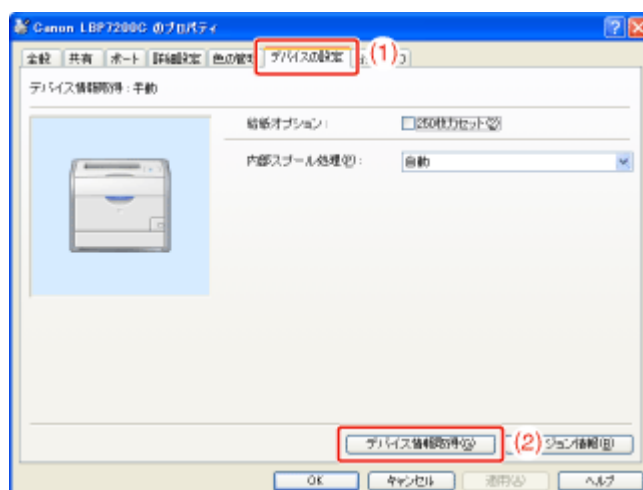 Canon LBP7200C のプロパティ
全般 共有 ポート 詳細設定 色の管理 デバイスの設定 (1)
デバイス情報取得：手動
給紙オプション： 250枚カセット(2)
内部スプール処理(P)： 自動
デバイス情報取得(G) (2) ジョン情報(B)
OK キャンセル 適用(A) ヘルプ